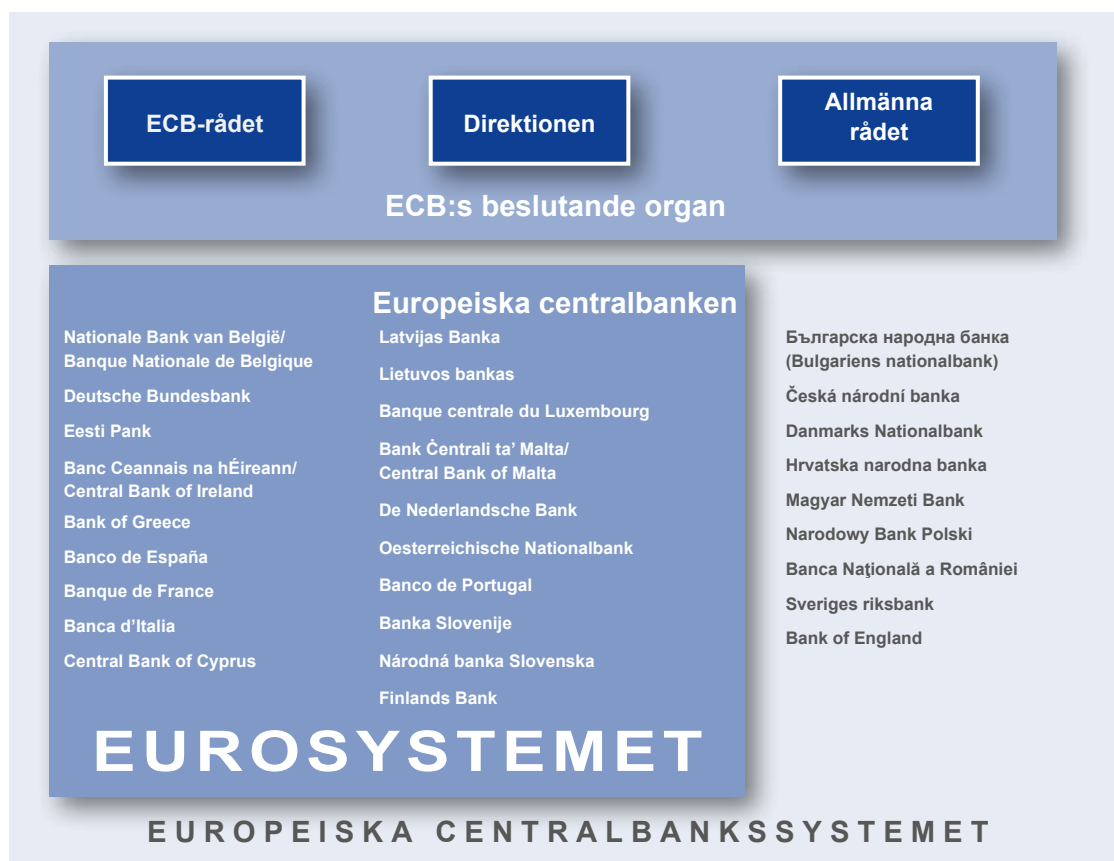 ECB-rådet
Direktionen
Allmänna
rådet
ECB:s beslutande organ
Europeiska centralbanken
Nationale Bank van België/
Banque Nationale de Belgique
Deutsche Bundesbank
Eesti Pank
Banc Ceannais na hÉireann/
Central Bank of Ireland
Bank of Greece
Banco de España
Banque de France
Banca d’Italia
Central Bank of Cyprus
Latvijas Banka
Lietuvos bankas
Banque centrale du Luxembourg
Bank Ċentrali ta’ Malta/
Central Bank of Malta
De Nederlandsche Bank
Oesterreichische Nationalbank
Banco de Portugal
Banka Slovenije
Národná banka Slovenska
Finlands Bank
EUROSYSTEMET
Българска народна банка
(Bulgariens nationalbank)
Česká národní banka
Danmarks Nationalbank
Hrvatska narodna banka
Magyar Nemzeti Bank
Narodowy Bank Polski
Banca Naţională a României
Sveriges riksbank
Bank of England
EUROPEISKA CENTRALBANKSSYSTEMET